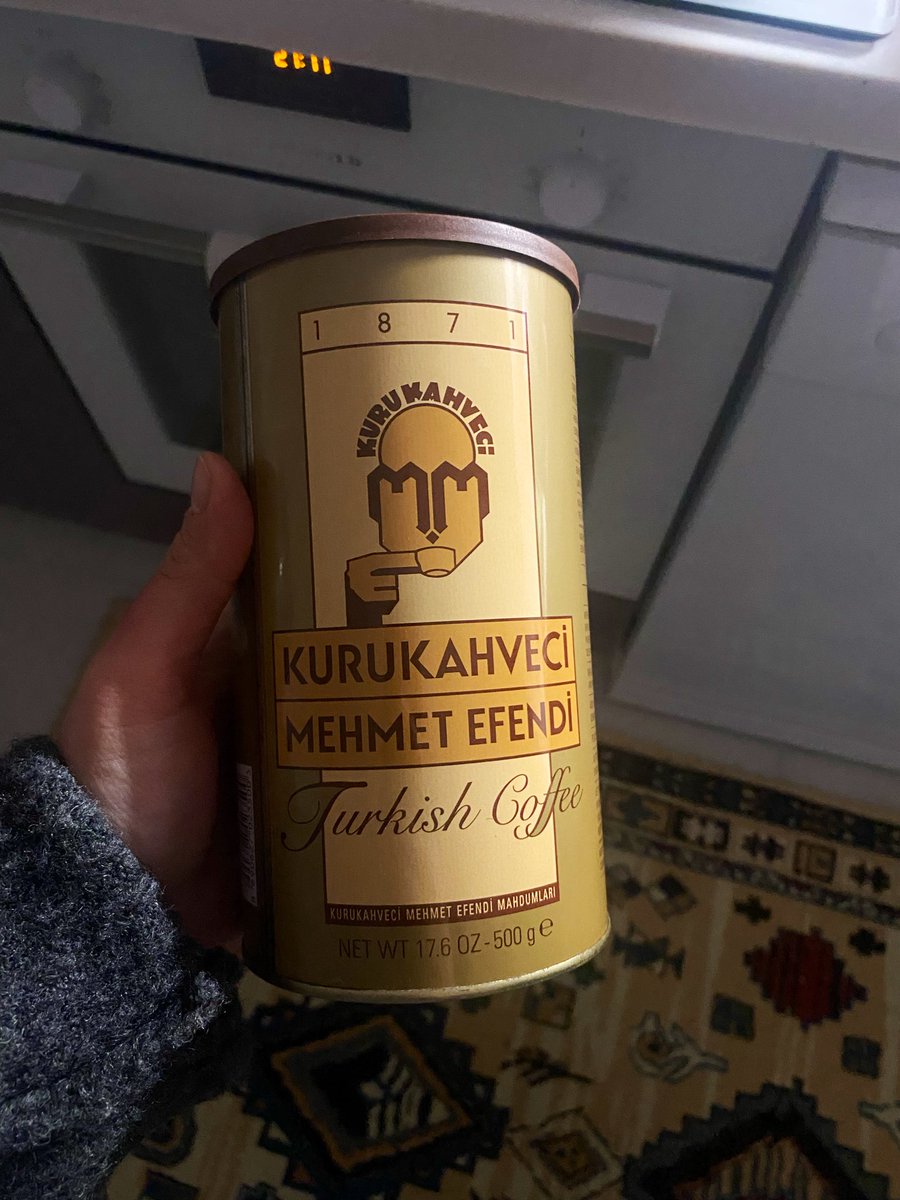 1 8 7 1
KURUKAHVECİ
KURUKAHVECİ
MEHMET EFENDİ
Turkish Coffee
KURUKAHVECİ MEHMET EFENDİ MAHDUMLARI
NET WT 17.6 OZ-500 g ℮